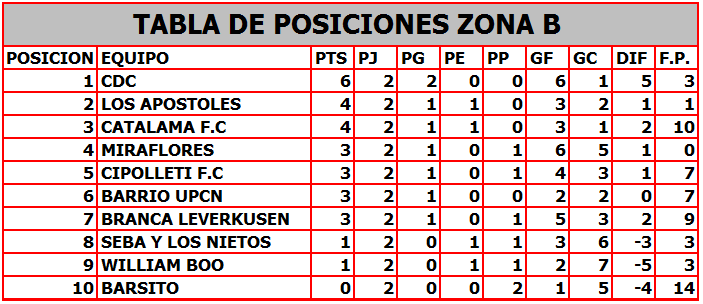 TABLA DE POSICIONES ZONA B
POSICION EQUIPO PTS PJ PG PE PP GF GC DIF F.P.
1 CDC 6 2 2 0 0 6 1 5 3
2 LOS APOSTOLES 4 2 1 1 0 3 2 1 1
3 CATALAMA F.C 4 2 1 1 0 3 1 2 10
4 MIRAFLORES 3 2 1 0 1 6 5 1 0
5 CIPOLLETI F.C 3 2 1 0 1 4 3 1 7
6 BARRIO UPCN 3 2 1 0 0 2 2 0 7
7 BRANCA LEVERKUSEN 3 2 1 0 1 5 3 2 9
8 SEBA Y LOS NIETOS 1 2 0 1 1 3 6 -3 3
9 WILLIAM BOO 1 2 0 1 1 2 7 -5 3
10 BARSITO 0 2 0 0 2 1 5 -4 14